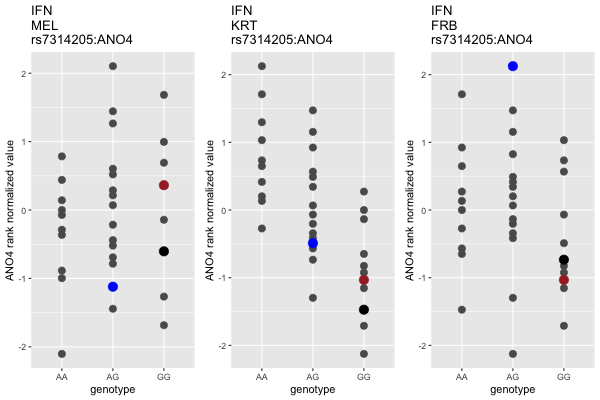 IFN
MEL
rs7314205:ANO4
IFN
KRT
rs7314205:ANO4
IFN
FRB
rs7314205:ANO4
ANO4 rank normalized value
2
1
0
-1
-2
AA AG GG
genotype
ANO4 rank normalized value
2
1
0
-1
-2
AA AG GG
genotype
ANO4 rank normalized value
2
1
0
-1
-2
AA AG GG
genotype